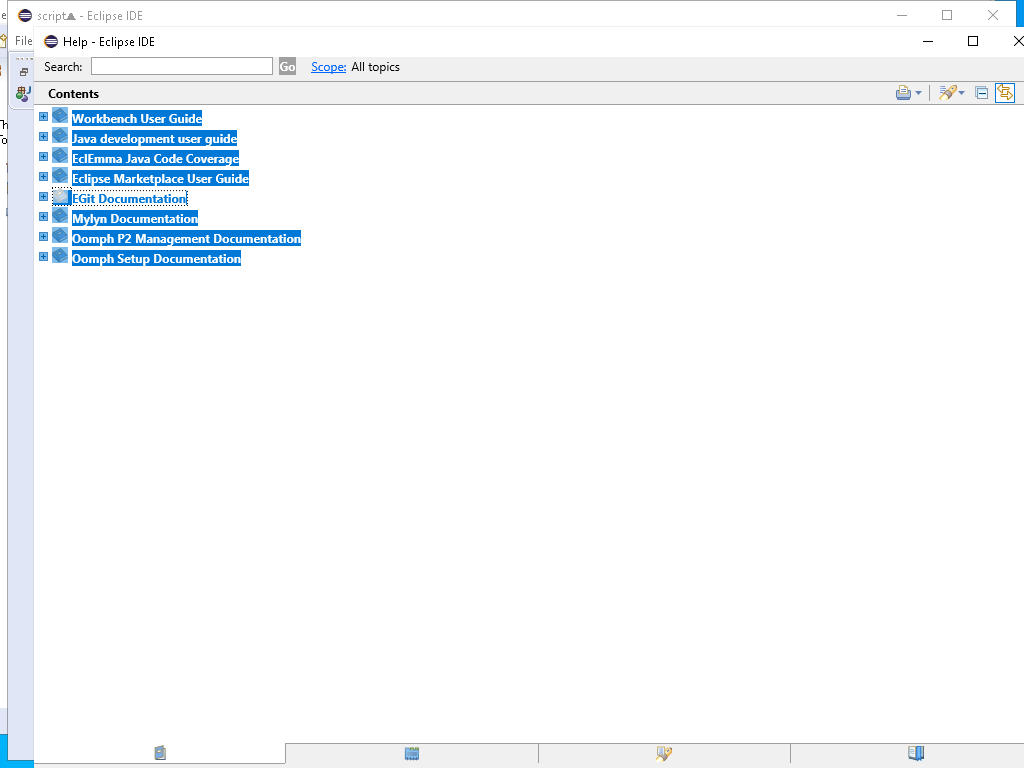 script▲ - Eclipse IDE
File
Help - Eclipse IDE
Search:
Go
Scope: All topics
Contents
Workbench User Guide
Java development user guide
EclEmma Java Code Coverage
Eclipse Marketplace User Guide
EGit Documentation
Mylyn Documentation
Oomph P2 Management Documentation
Oomph Setup Documentation